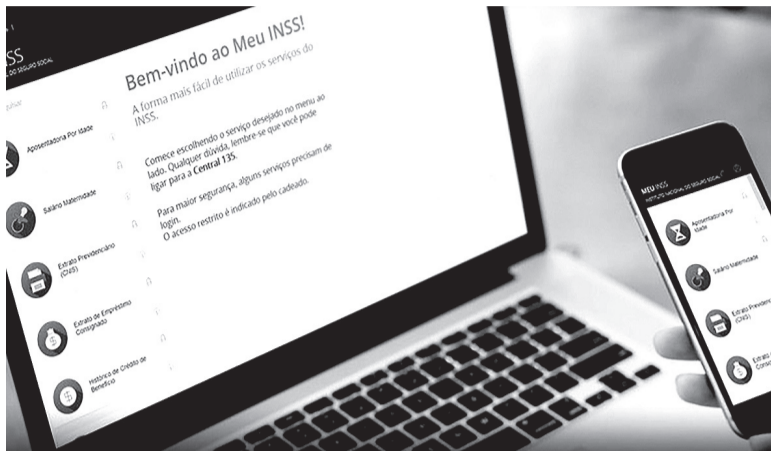 SS
DO SEGURO SOCIAL
Bem-vindo ao Meu INSS!
A forma mais fácil de utilizar os serviços do
INSS.
Comece escolhendo o serviço desejado no menu ao
lado. Qualquer dúvida, lembre-se que você pode
ligar para a Central 135.
Para maior segurança, alguns serviços precisam de
login.
O acesso restrito é indicado pelo cadeado.
Aposentadoria Por Idade
Salário Maternidade
Extrato Previdenciário
(CNIS)
Extrato de Empréstimo
Consignado
Histórico de Crédito de
Benefício
MEU INSS
INSTITUTO NACIONAL DO SEGURO SOCIAL
Aposentadoria Por
Idade
Salário Maternidade
Extrato Previdenc
(CNIS)
Extrato
Cons